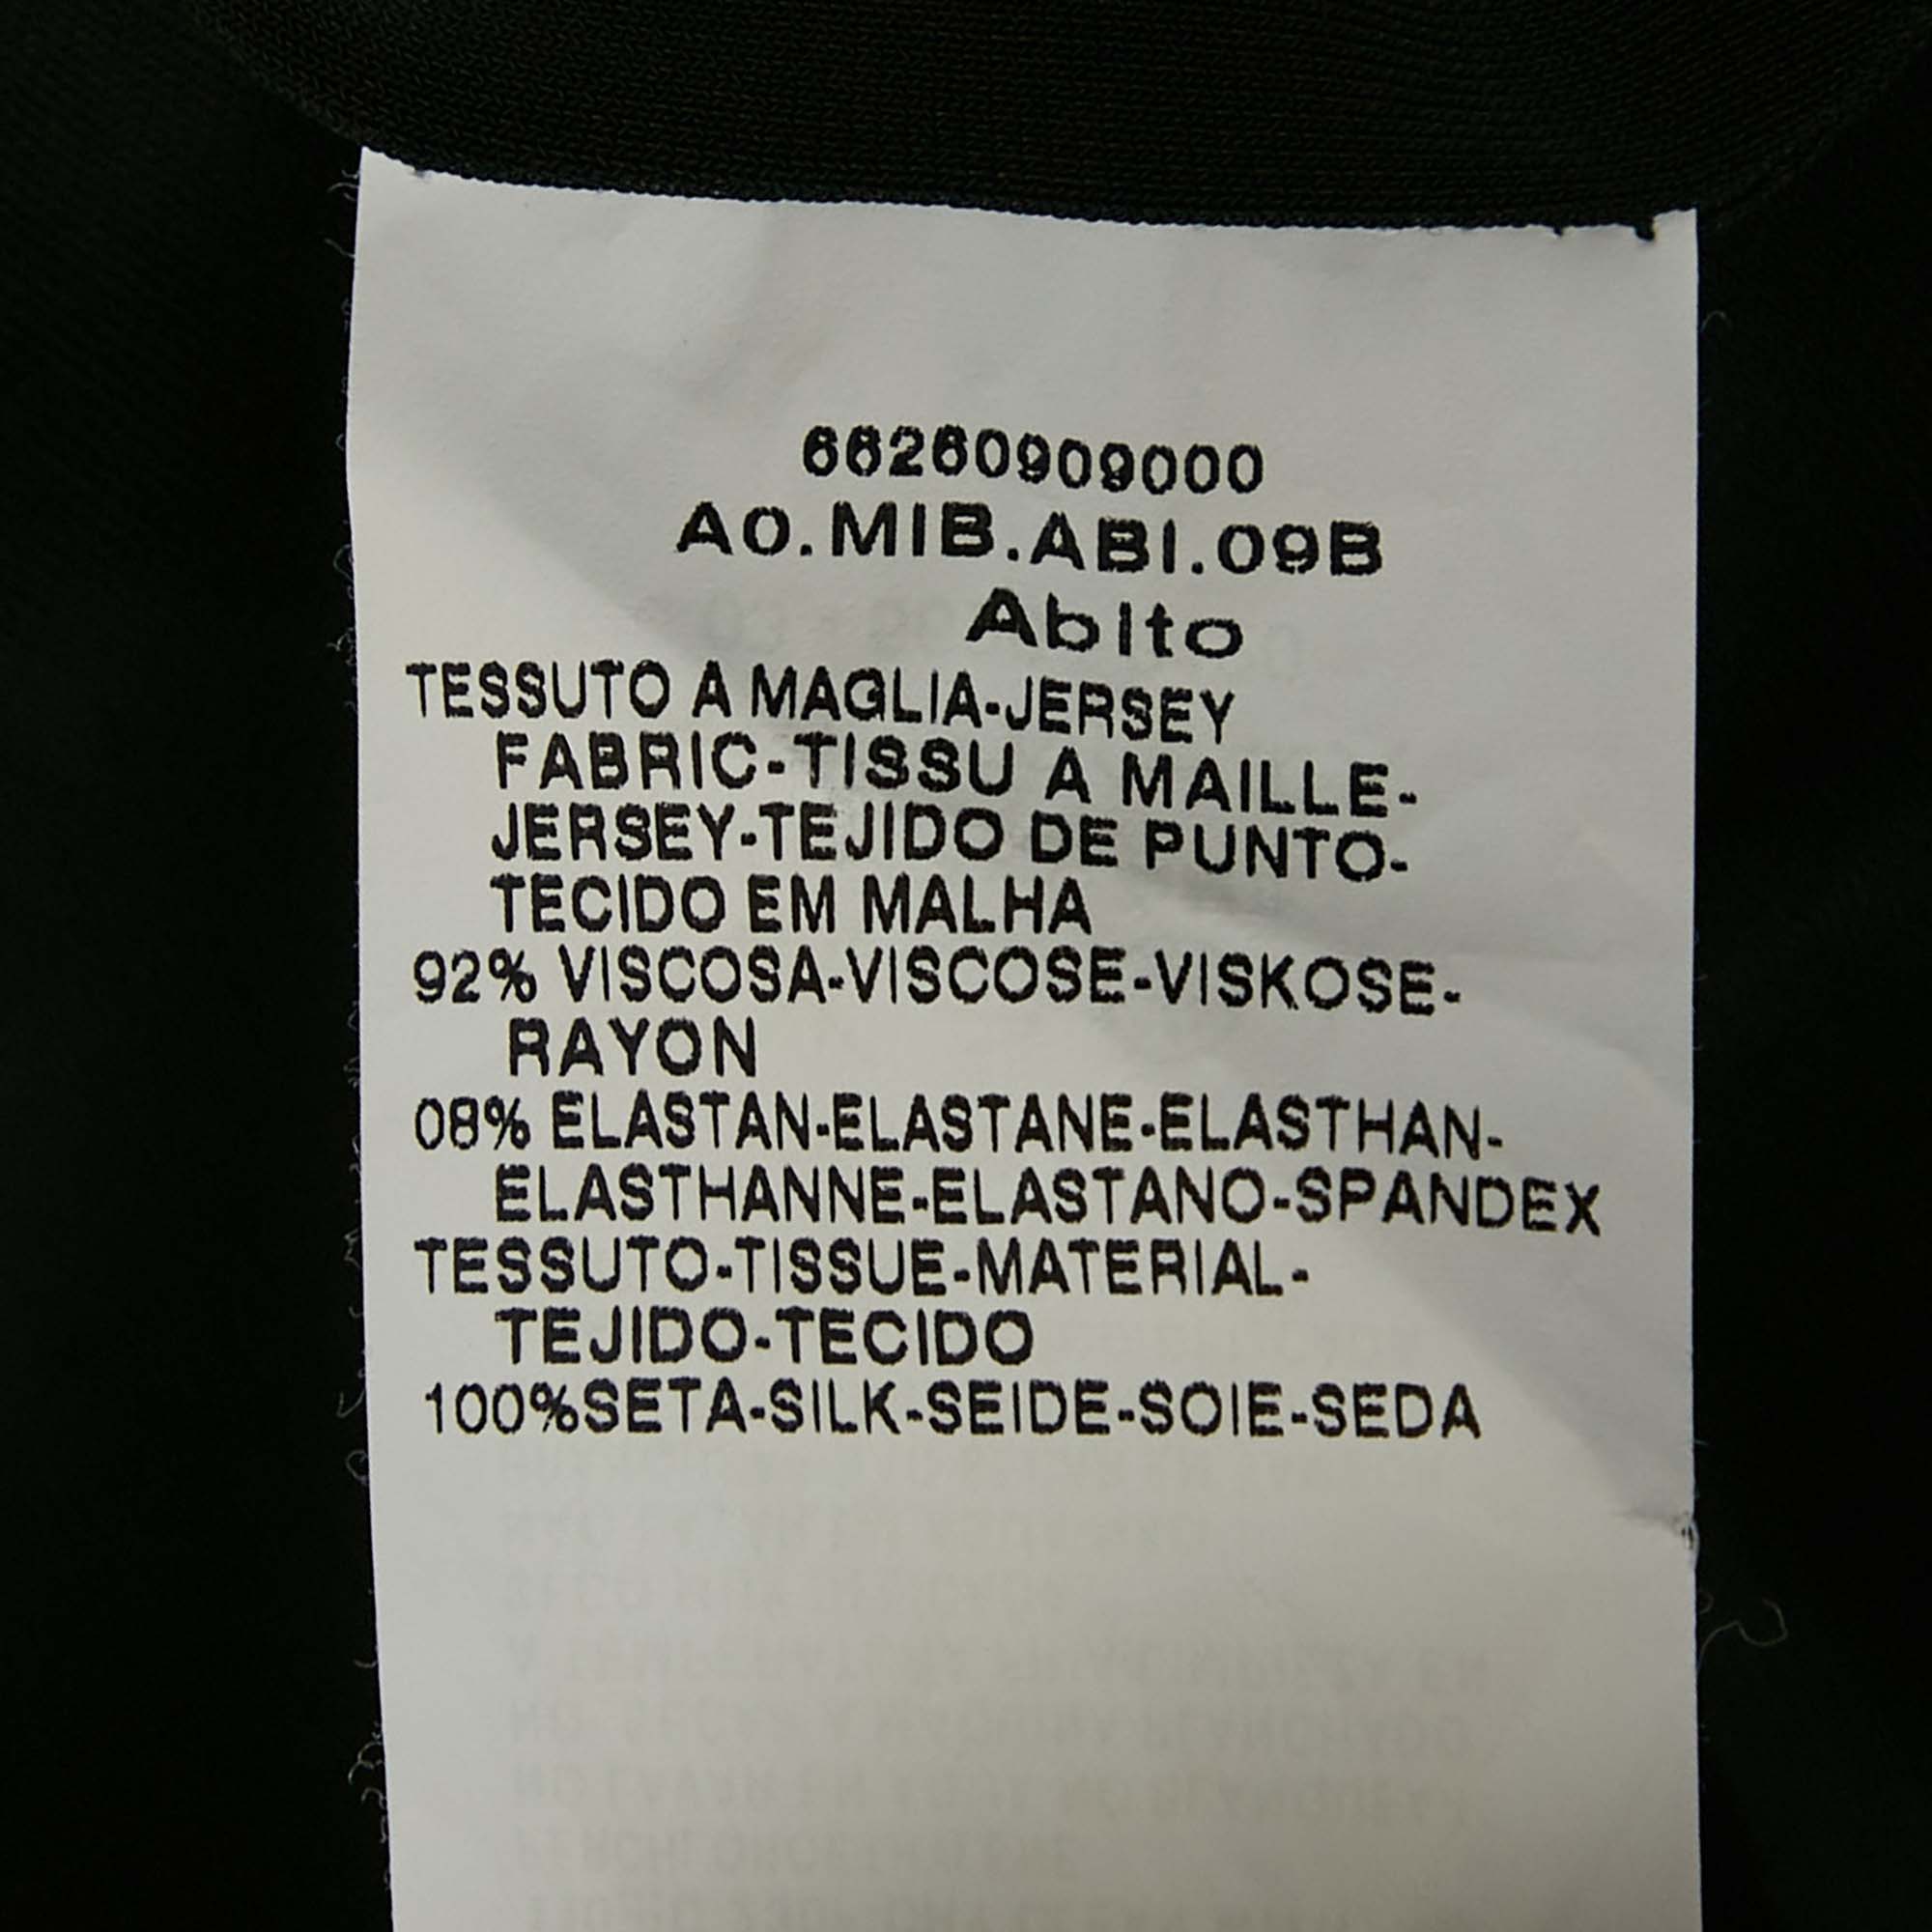 66260909000
A0.MIB.ABI.09B
Abito
TESSUTO A MAGLIA-JERSEY
FABRIC-TISSU A MAILLE-
JERSEY-TEJIDO DE PUNTO-
TECIDO EM MALHA
92% VISCOSA-VISCOSE-VISKOSE-
RAYON
08% ELASTAN-ELASTANE-ELASTHAN-
ELASTHANNE-ELASTANO-SPANDEX
TESSUTO-TISSUE-MATERIAL-
TEJIDO-TECIDO
100%SETA-SILK-SEIDE-SOIE-SEDA